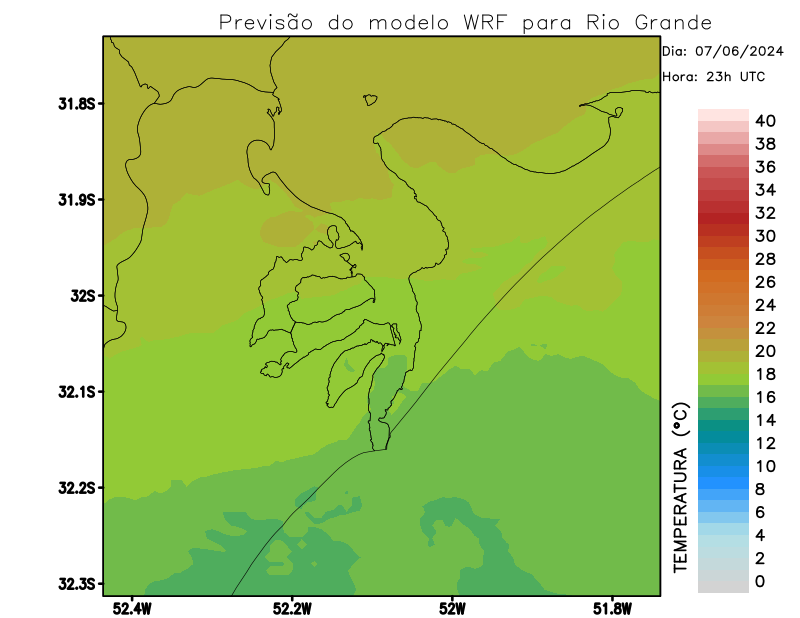 Previsão do modelo WRF para Rio Grande
Dia: 07/06/2024
Hora: 23h UTC
31.8S
31.9S
32S
32.1S
32.2S
32.3S
52.4W
52.2W
52W
51.8W
40
38
36
34
32
30
28
26
24
22
20
18
16
14
12
10
8
6
4
2
0
TEMPERATURA (°C)